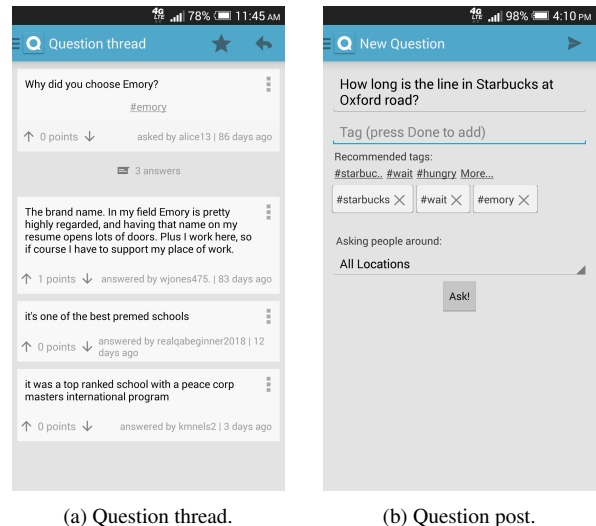 4G LTE 78% 11:45 AM
Question thread
Why did you choose Emory?
#emory
0 points asked by alice13 | 86 days ago
3 answers
The brand name. In my field Emory is pretty
highly regarded, and having that name on my
resume opens lots of doors. Plus I work here, so
if course I have to support my place of work.
1 points answered by wjones475. | 83 days ago
it's one of the best premed schools
0 points answered by realqabeginner2018 | 12
days ago
it was a top ranked school with a peace corp
masters international program
0 points answered by kmnels2 | 3 days ago
(a) Question thread.
4G LTE 98% 4:10 PM
New Question
How long is the line in Starbucks at
Oxford road?
Tag (press Done to add)
Recommended tags:
#starbuc.. #wait #hungry More...
#starbucks #wait #emory
Asking people around:
All Locations
Ask!
(b) Question post.